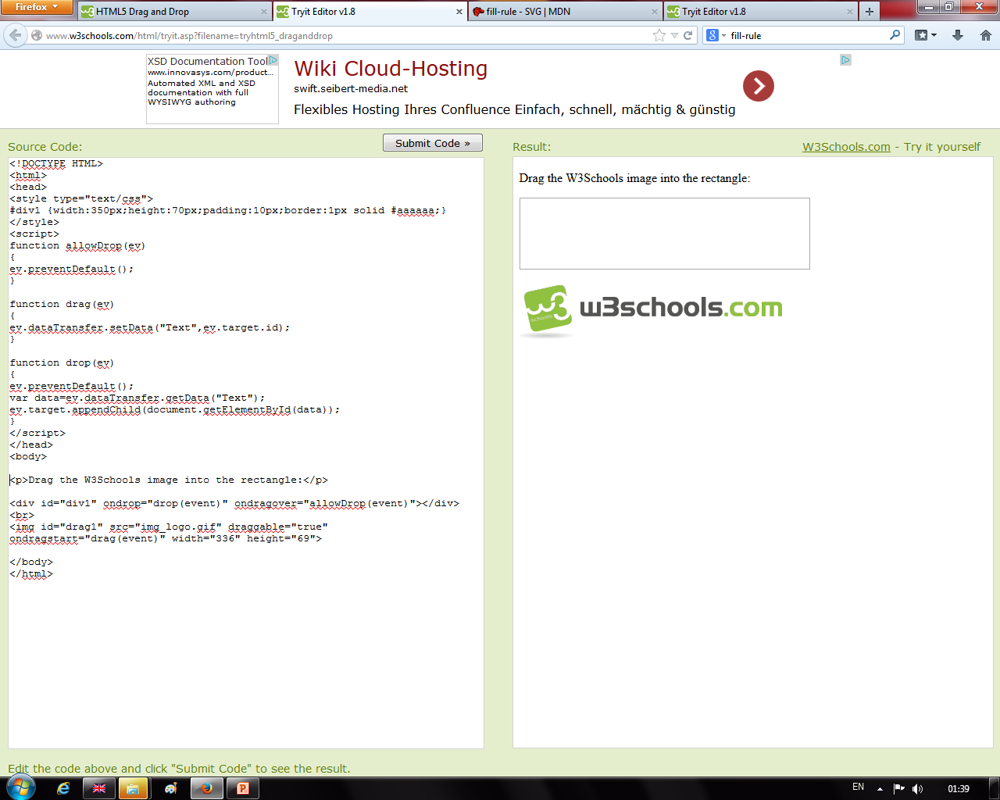 Firefox
HTML5 Drag and Drop
Tryit Editor v1.8
fill-rule - SVG | MDN
Tryit Editor v1.8
www.w3schools.com/html/tryit.asp?filename=tryhtml5_draganddrop
fill-rule
XSD Documentation Tool
www.innovasys.com/product...
Automated XML and XSD
documentation with full
WYSIWYG authoring
Wiki Cloud-Hosting
swift.seibert-media.net
Flexibles Hosting Ihres Confluence Einfach, schnell, mächtig & günstig
Source Code:
Submit Code »
<!DOCTYPE HTML>
<html>
<head>
<style type="text/css">
#div1 {width:350px;height:70px;padding:10px;border:1px solid #aaaaaa;}
</style>
<script>
function allowDrop(ev)
{
ev.preventDefault();
}
function drag(ev)
{
ev.dataTransfer.setData("Text",ev.target.id);
}
function drop(ev)
{
ev.preventDefault();
var data=ev.dataTransfer.getData("Text");
ev.target.appendChild(document.getElementById(data));
}
</script>
</head>
<body>
<p>Drag the W3Schools image into the rectangle:</p>
<div id="div1" ondrop="drop(event)" ondragover="allowDrop(event)"></div>
<br>
<img id="drag1" src="img_logo.gif" draggable="true"
ondragstart="drag(event)" width="336" height="69">
</body>
</html>
Result:
W3Schools.com - Try it yourself
Drag the W3Schools image into the rectangle:
w3
schools
w3schools.com
Edit the code above and click "Submit Code" to see the result.
EN
01:39